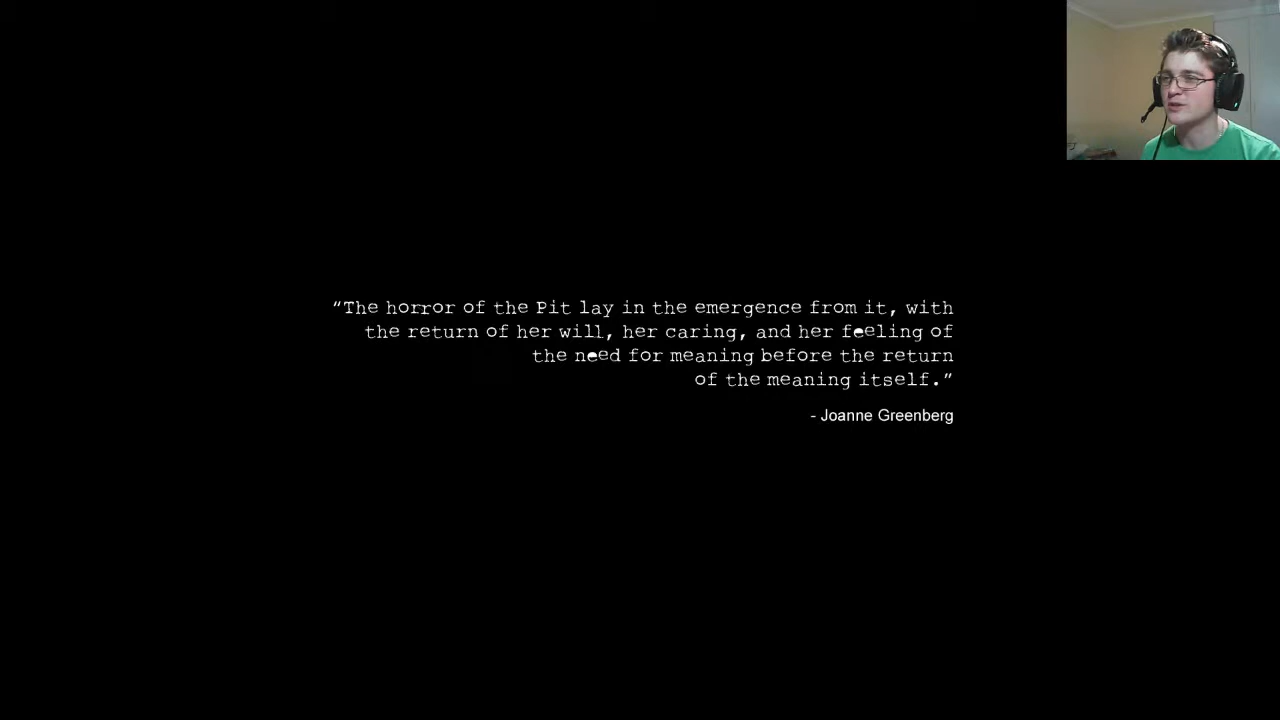 “The horror of the Pit lay in the emergence from it, with
the return of her will, her caring, and her feeling of
the need for meaning before the return
of the meaning itself.”
- Joanne Greenberg